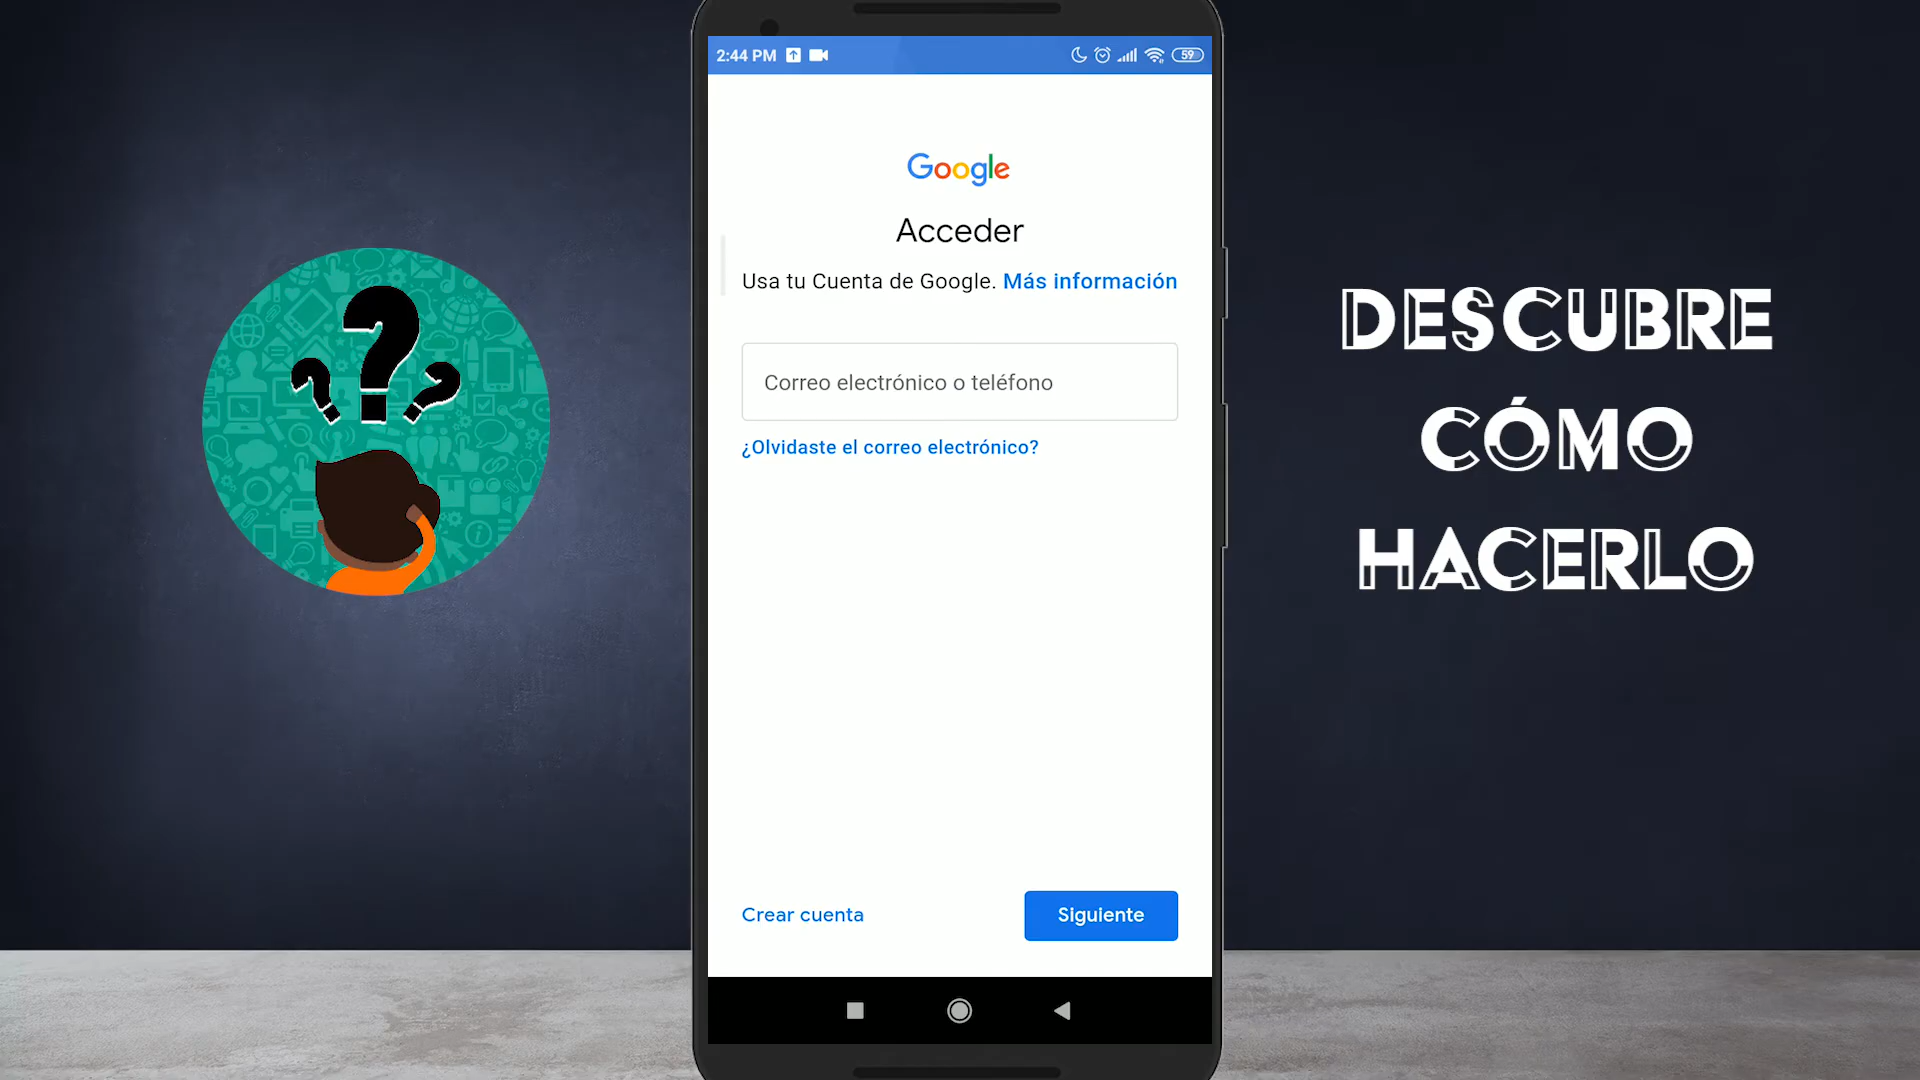 2:44 PM
59
Google
Acceder
Usa tu Cuenta de Google. Más información
Correo electrónico o teléfono
¿Olvidaste el correo electrónico?
Crear cuenta
Siguiente
DESCUBRE
CÓMO
HACERLO